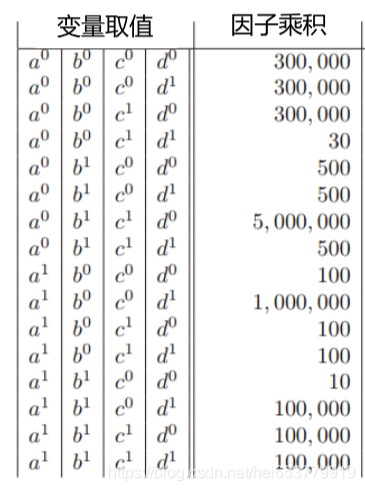 变量取值 因子乘积
a⁰ b⁰ c⁰ d⁰ 300,000
a⁰ b⁰ c⁰ d¹ 300,000
a⁰ b⁰ c¹ d⁰ 300,000
a⁰ b⁰ c¹ d¹ 30
a⁰ b¹ c⁰ d⁰ 500
a⁰ b¹ c⁰ d¹ 500
a⁰ b¹ c¹ d⁰ 5,000,000
a⁰ b¹ c¹ d¹ 500
a¹ b⁰ c⁰ d⁰ 100
a¹ b⁰ c⁰ d¹ 1,000,000
a¹ b⁰ c¹ d⁰ 100
a¹ b⁰ c¹ d¹ 100
a¹ b¹ c⁰ d⁰ 10
a¹ b¹ c⁰ d¹ 100,000
a¹ b¹ c¹ d⁰ 100,000
a¹ b¹ c¹ d¹ 100,000